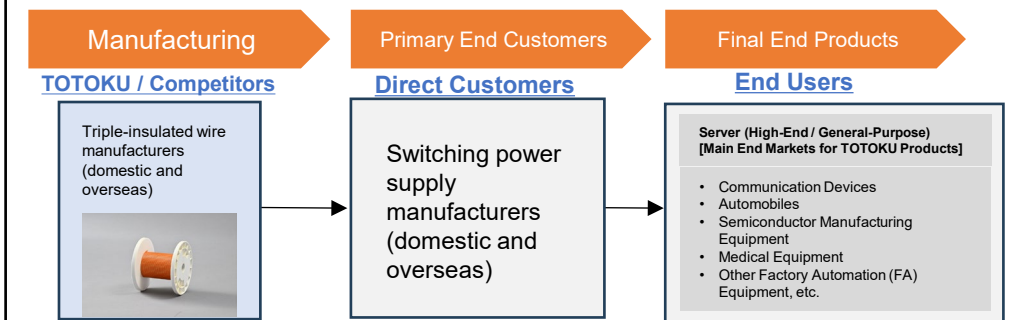 Manufacturing
Primary End Customers
Final End Products
TOTOKU / Competitors
Direct Customers
End Users
Triple-insulated wire
manufacturers
(domestic and
overseas)
Switching power
supply
manufacturers
(domestic and
overseas)
Server (High-End / General-Purpose)
[Main End Markets for TOTOKU Products]
• Communication Devices
• Automobiles
• Semiconductor Manufacturing
Equipment
• Medical Equipment
• Other Factory Automation (FA)
Equipment, etc.